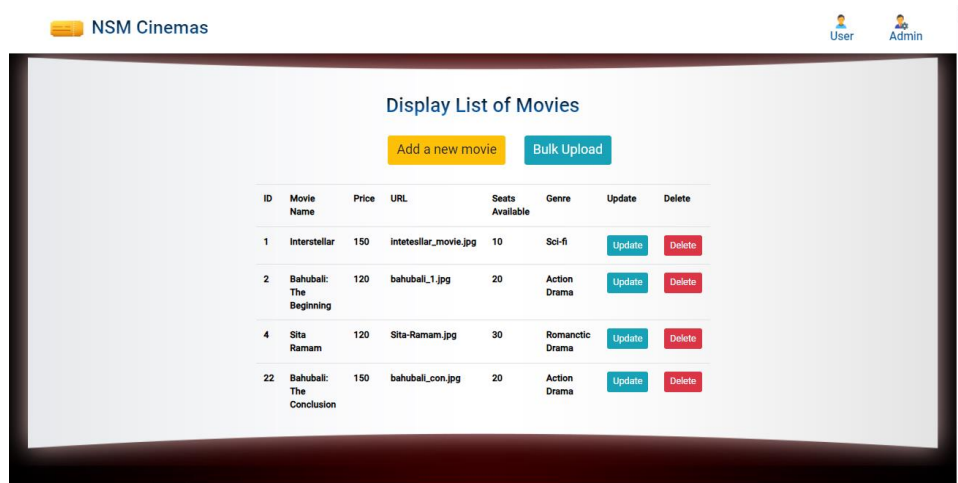 NSM Cinemas
User Admin
Display List of Movies
Add a new movie Bulk Upload
ID Movie Name Price URL Seats Available Genre Update Delete
1 Interstellar 150 intetesllar_movie.jpg 10 Sci-fi Update Delete
2 Bahubali: The Beginning 120 bahubali_1.jpg 20 Action Drama Update Delete
4 Sita Ramam 120 Sita-Ramam.jpg 30 Romanctic Drama Update Delete
22 Bahubali: The Conclusion 150 bahubali_con.jpg 20 Action Drama Update Delete